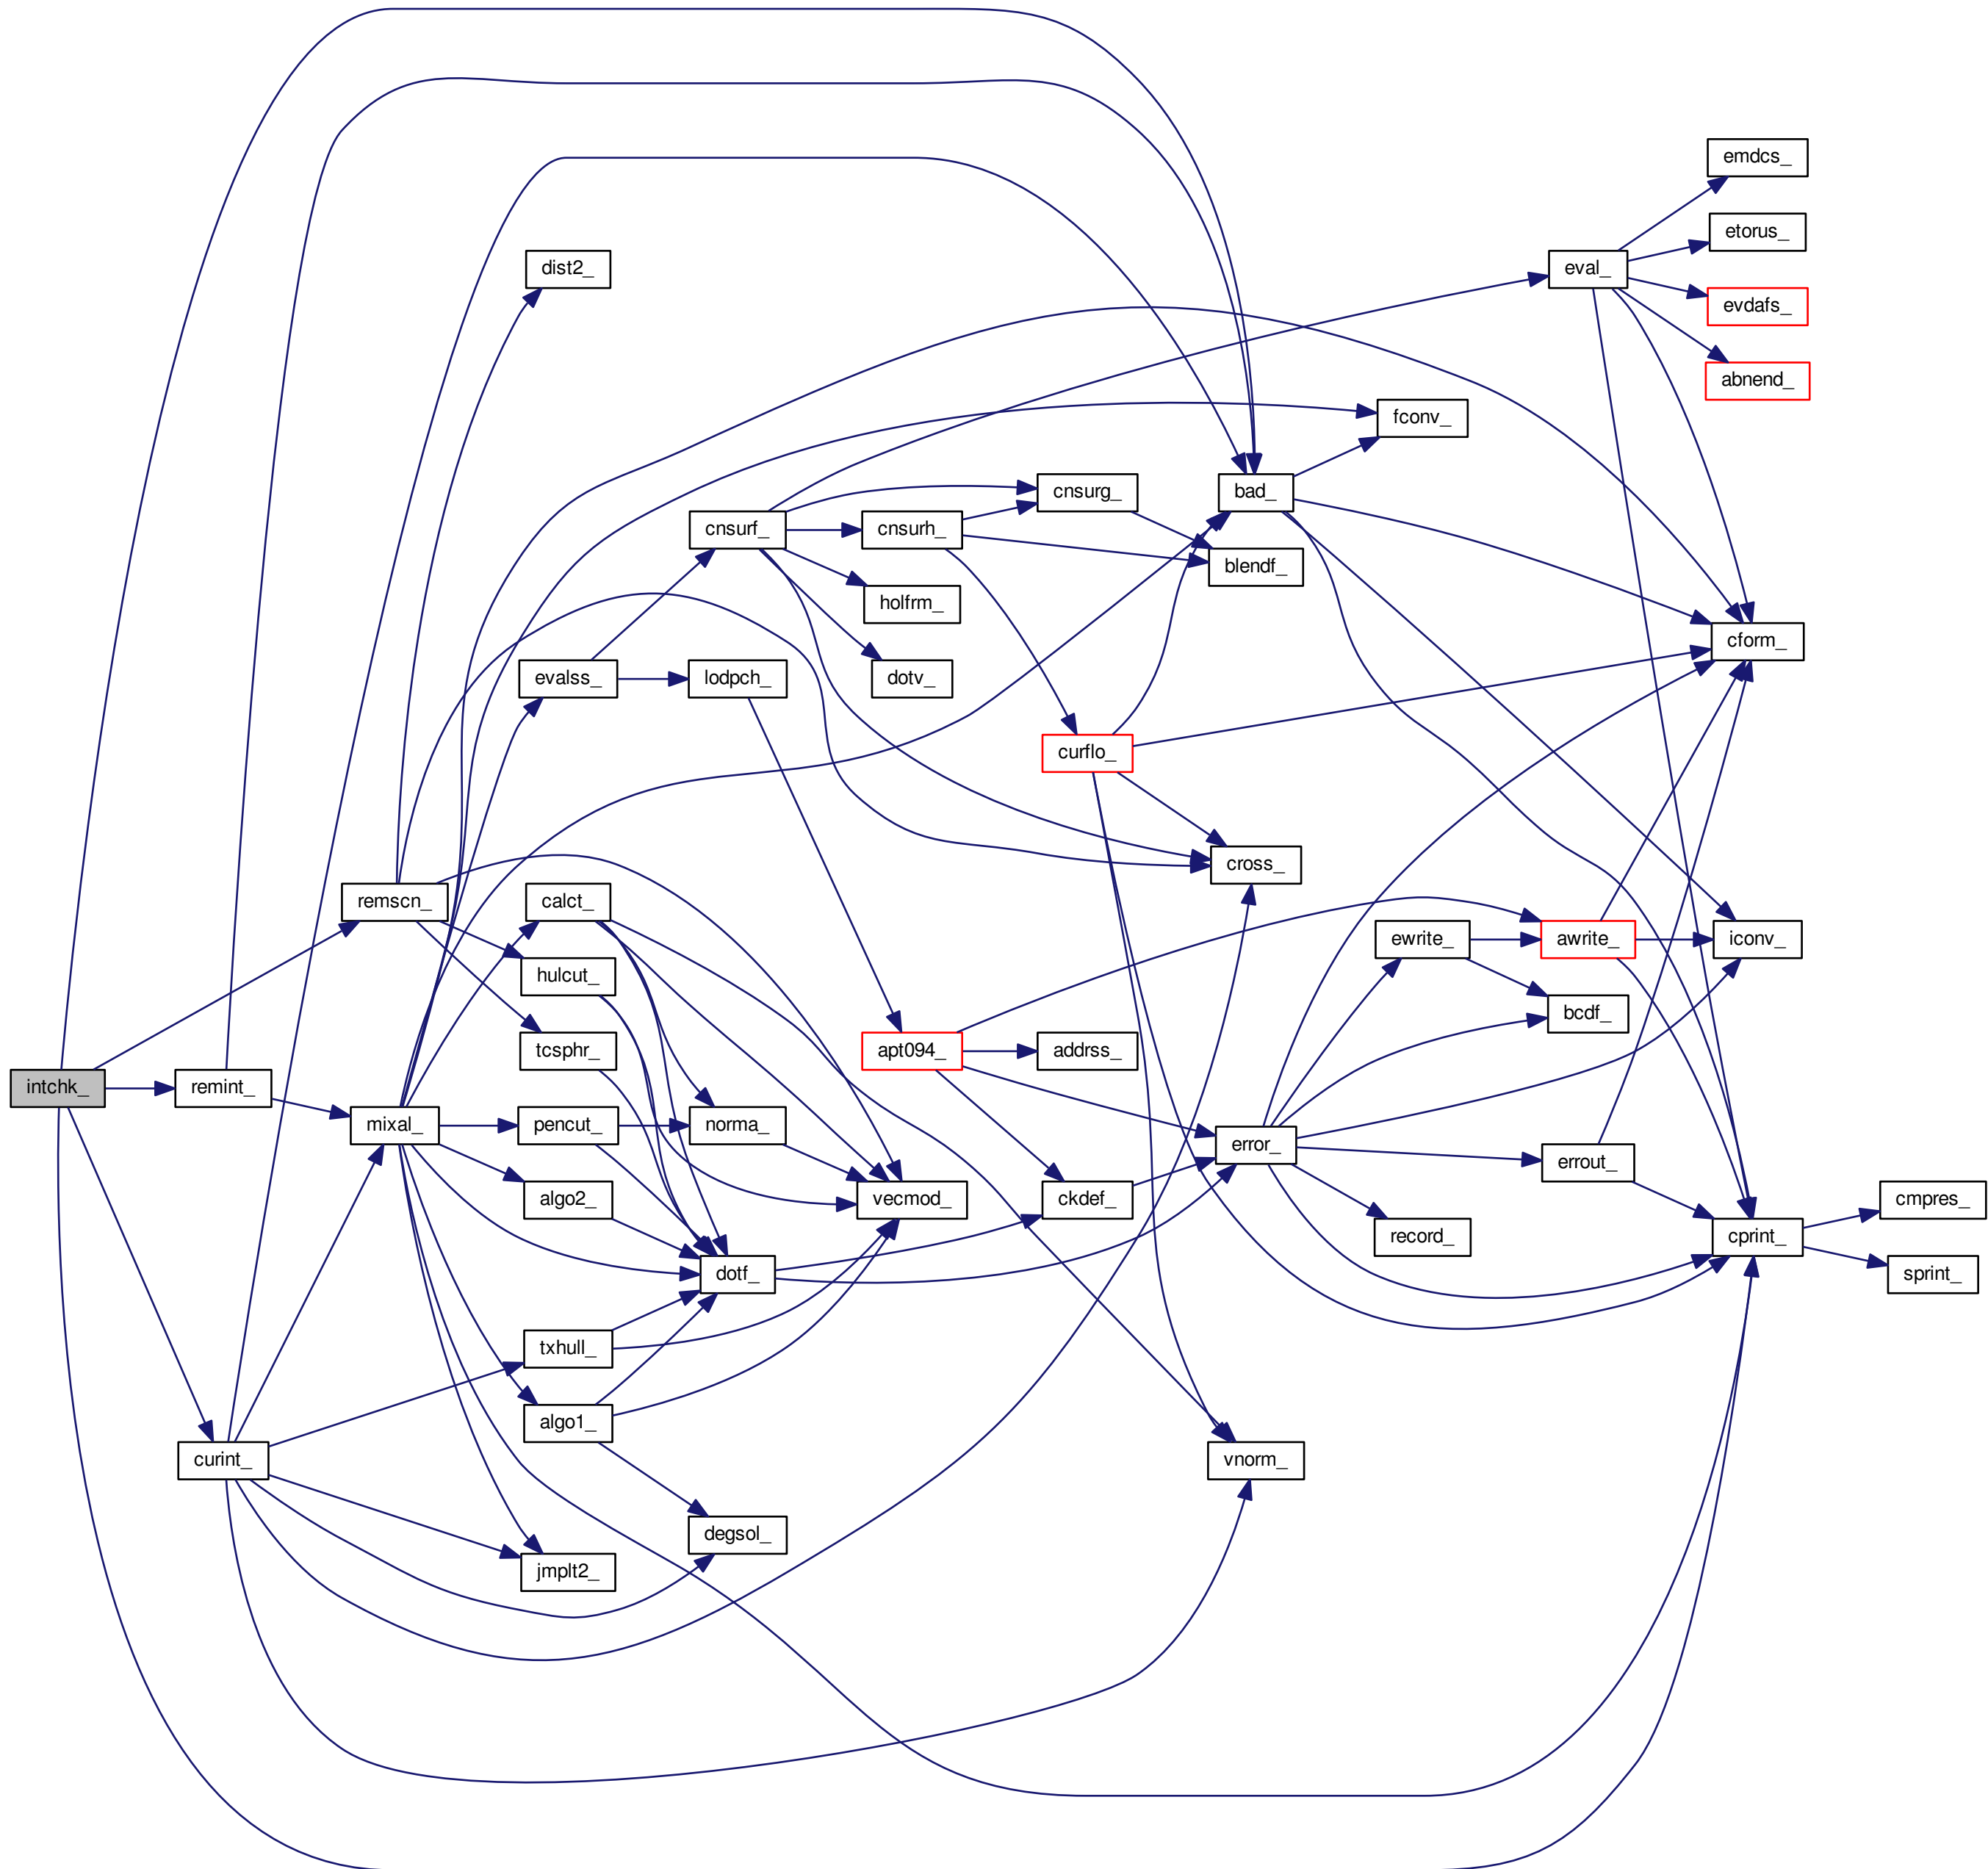 emdcs_
etorus_
dist2_
eval_
evdafs_
abnend_
fconv_
cnsurg_
bad_
cnsurf_
cnsurh_
blendf_
holfrm_
cform_
evalss_
lodpch_
dotv_
curflo_
cross_
remscn_
calct_
ewrite_
awrite_
iconv_
hulcut_
bcdf_
tcsphr_
apt094_
addrss_
intchk_
remint_
mixal_
pencut_
norma_
error_
errout_
algo2_
vecmod_
ckdef_
cmpres_
record_
cprint_
dotf_
sprint_
txhull_
algo1_
curint_
vnorm_
degsol_
jmplt2_